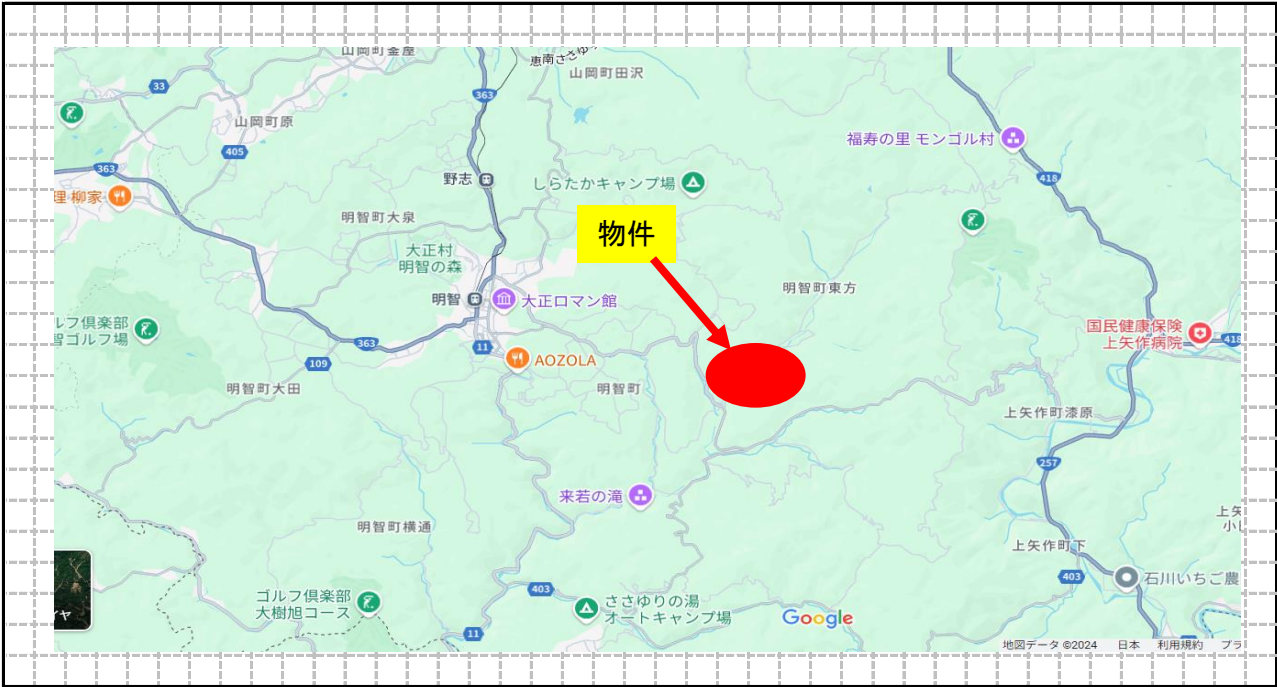 山岡町釜屋
恵南ささゆ
山岡町田沢
33
363
山岡町原
福寿の里 モンゴル村
405
363
418
野志
しらたかキャンプ場
理 柳家
明智町大泉
物件
大正村
明智の森
明智町東方
明智
大正ロマン館
ルフ倶楽部
智ゴルフ場
国民健康保険
上矢作病院
418
363
11
109
AOZOLA
明智町大田
明智町
上矢作町漆原
257
来若の滝
上矢
明智町横通
上矢作町下
403
石川いちご農
403
ゴルフ倶楽部
大樹旭コース
ささゆりの湯
オートキャンプ場
イヤ
Google
11
地図データ ©2024 日本 利用規約 プラ